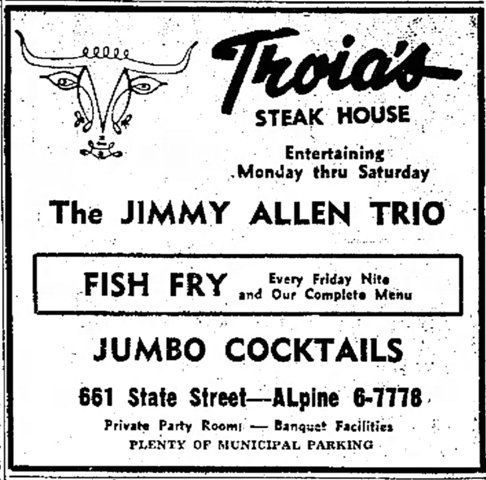 Troia's
STEAK HOUSE
Entertaining
Monday thru Saturday
The JIMMY ALLEN TRIO
FISH FRY
Every Friday Nite
and Our Complete Menu
JUMBO COCKTAILS
661 State Street—ALpine 6-7778
Private Party Rooms — Banquet Facilities
PLENTY OF MUNICIPAL PARKING